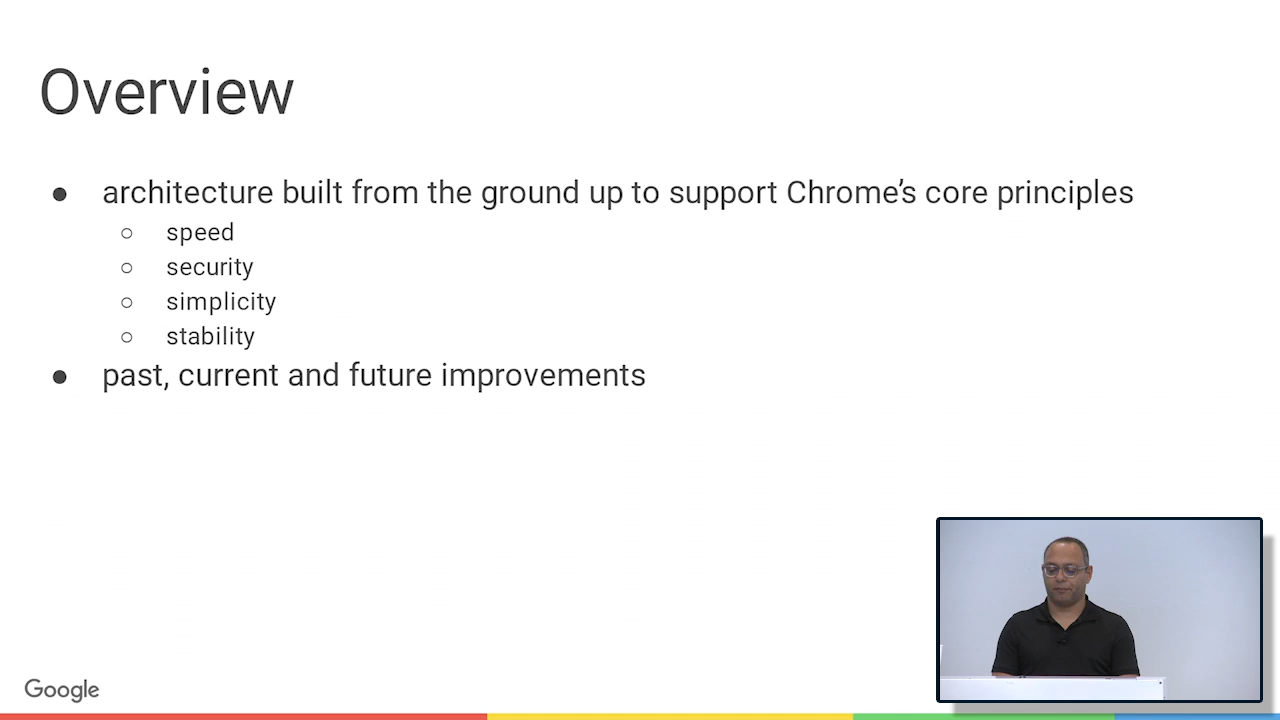 Overview
● architecture built from the ground up to support Chrome’s core principles
○ speed
○ security
○ simplicity
○ stability
● past, current and future improvements
Google